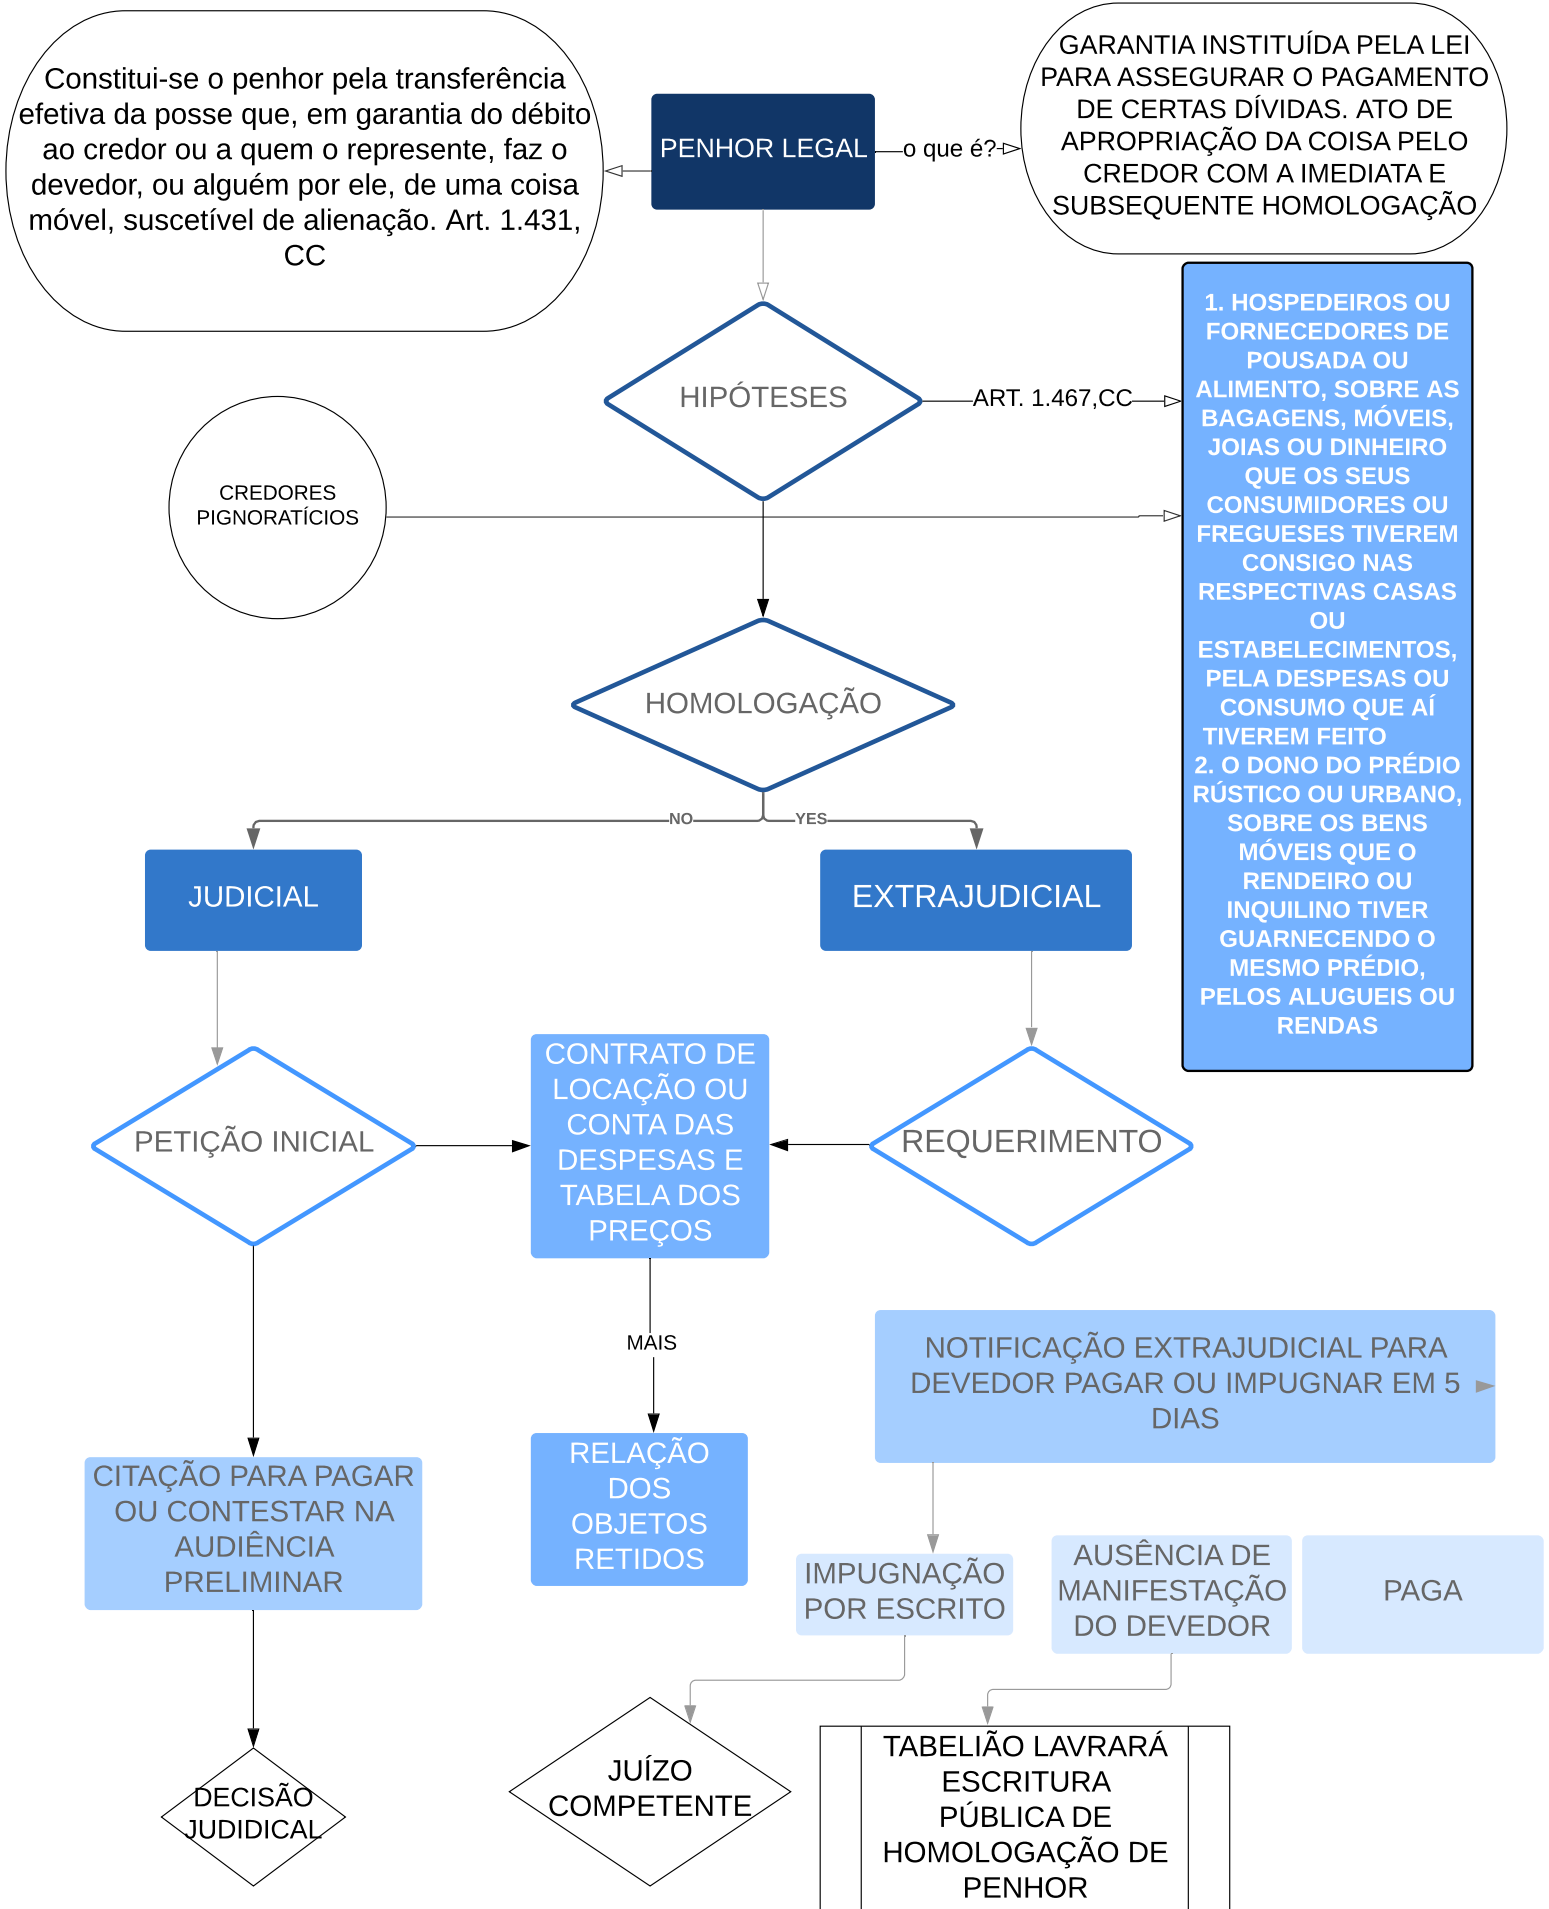 Constitui-se o penhor pela transferência
efetiva da posse que, em garantia do débito
ao credor ou a quem o represente, faz o
devedor, ou alguém por ele, de uma coisa
móvel, suscetível de alienação. Art. 1.431,
CC
PENHOR LEGAL
o que é?
GARANTIA INSTITUÍDA PELA LEI
PARA ASSEGURAR O PAGAMENTO
DE CERTAS DÍVIDAS. ATO DE
APROPRIAÇÃO DA COISA PELO
CREDOR COM A IMEDIATA E
SUBSEQUENTE HOMOLOGAÇÃO
HIPÓTESES
ART. 1.467,CC
1. HOSPEDEIROS OU
FORNECEDORES DE
POUSADA OU
ALIMENTO, SOBRE AS
BAGAGENS, MÓVEIS,
JOIAS OU DINHEIRO
QUE OS SEUS
CONSUMIDORES OU
FREGUESES TIVEREM
CONSIGO NAS
RESPECTIVAS CASAS
OU
ESTABELECIMENTOS,
PELA DESPESAS OU
CONSUMO QUE AÍ
TIVEREM FEITO
2. O DONO DO PRÉDIO
RÚSTICO OU URBANO,
SOBRE OS BENS
MÓVEIS QUE O
RENDEIRO OU
INQUILINO TIVER
GUARNECENDO O
MESMO PRÉDIO,
PELOS ALUGUEIS OU
RENDAS
CREDORES
PIGNORATÍCIOS
HOMOLOGAÇÃO
NO
YES
JUDICIAL
EXTRAJUDICIAL
PETIÇÃO INICIAL
CONTRATO DE
LOCAÇÃO OU
CONTA DAS
DESPESAS E
TABELA DOS
PREÇOS
REQUERIMENTO
MAIS
NOTIFICAÇÃO EXTRAJUDICIAL PARA
DEVEDOR PAGAR OU IMPUGNAR EM 5
DIAS
CITAÇÃO PARA PAGAR
OU CONTESTAR NA
AUDIÊNCIA
PRELIMINAR
RELAÇÃO
DOS
OBJETOS
RETIDOS
IMPUGNAÇÃO
POR ESCRITO
AUSÊNCIA DE
MANIFESTAÇÃO
DO DEVEDOR
PAGA
DECISÃO
JUDIDICAL
JUÍZO
COMPETENTE
TABELIÃO LAVRARÁ
ESCRITURA
PÚBLICA DE
HOMOLOGAÇÃO DE
PENHOR